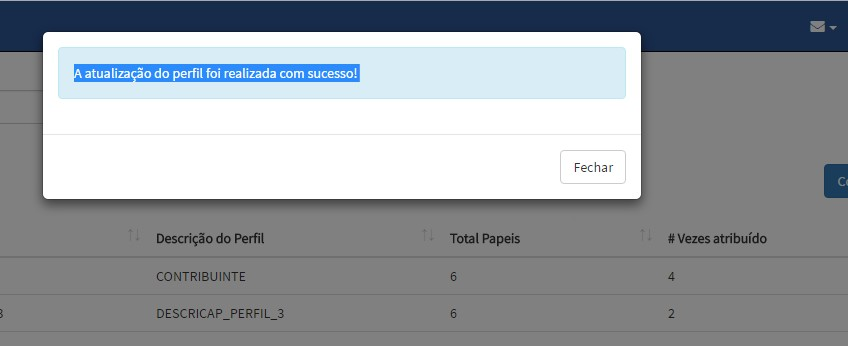 A atualização do perfil foi realizada com sucesso!
Fechar
Descrição do Perfil Total Papeis # Vezes atribuído
CONTRIBUINTE 6 4
DESCRICAP_PERFIL_3 6 2